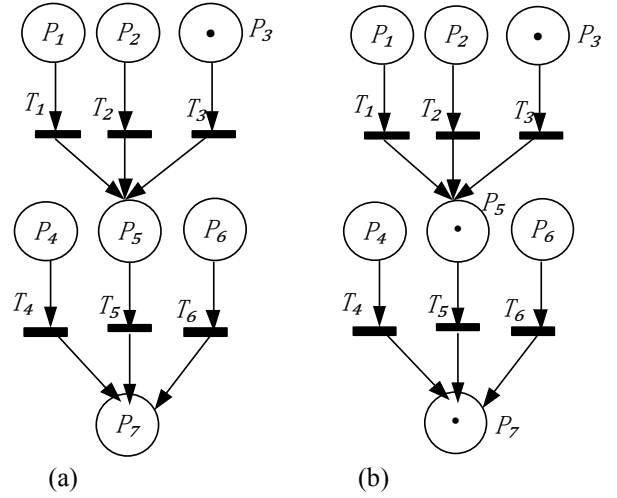 P1 P2 P3 P1 P2 P3
T1 T2 T3 T1 T2 T3
P5
P4 P5 P6 P4 P6
T4 T5 T6 T4 T5 T6
P7 P7
(a) (b)